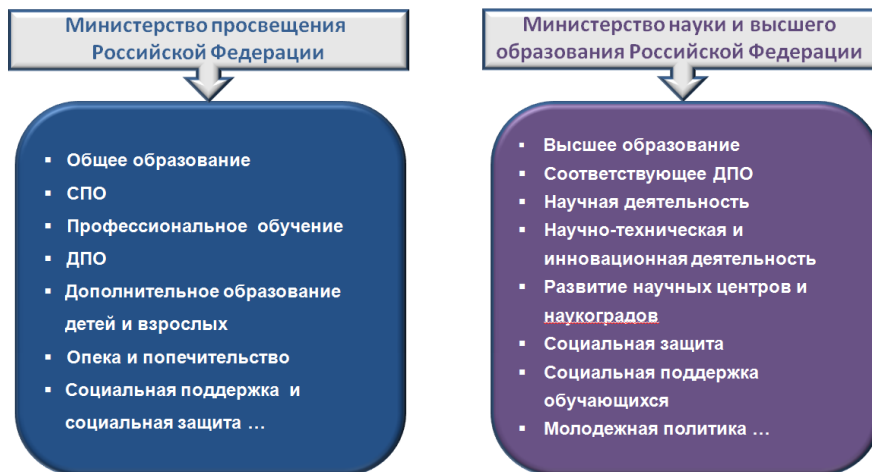 Министерство просвещения
Российской Федерации
▪ Общее образование
▪ СПО
▪ Профессиональное обучение
▪ ДПО
▪ Дополнительное образование
детей и взрослых
▪ Опека и попечительство
▪ Социальная поддержка и
социальная защита ...
Министерство науки и высшего
образования Российской Федерации
▪ Высшее образование
▪ Соответствующее ДПО
▪ Научная деятельность
▪ Научно-техническая и
инновационная деятельность
▪ Развитие научных центров и
наукоградов
▪ Социальная защита
▪ Социальная поддержка
обучающихся
▪ Молодежная политика ...